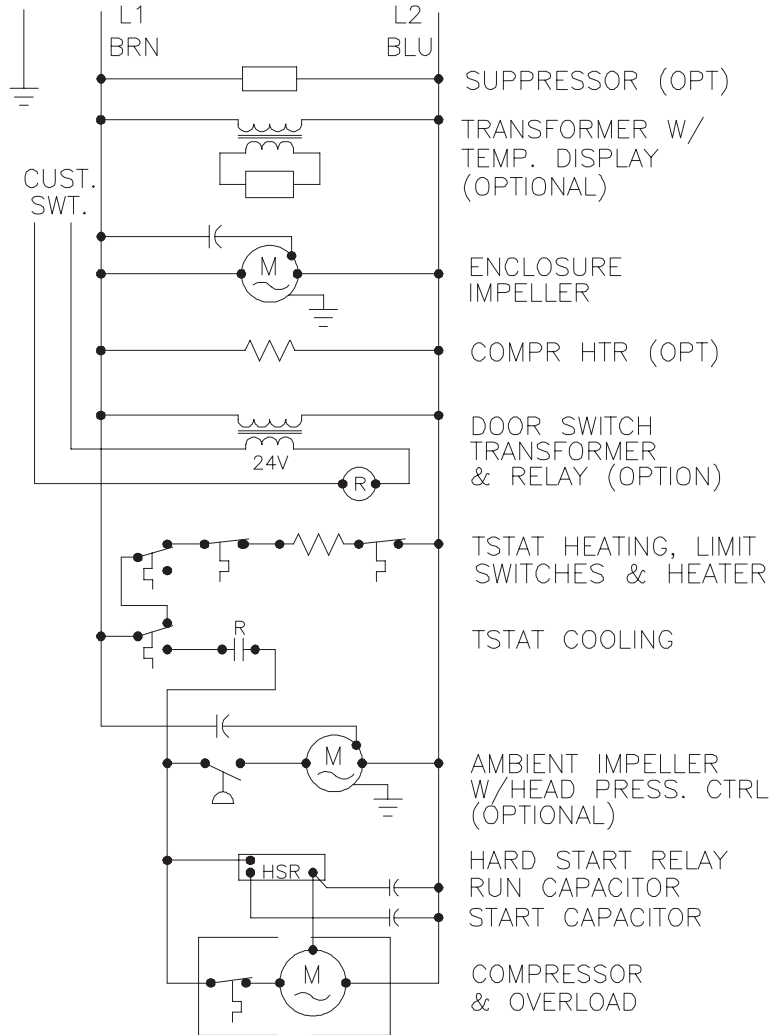 L1
BRN
L2
BLU
SUPPRESSOR (OPT)
TRANSFORMER W/
TEMP. DISPLAY
(OPTIONAL)
CUST.
SWT.
M
ENCLOSURE
IMPELLER
COMPR HTR (OPT)
24V
R
DOOR SWITCH
TRANSFORMER
& RELAY (OPTION)
TSTAT HEATING, LIMIT
SWITCHES & HEATER
R
TSTAT COOLING
M
AMBIENT IMPELLER
W/HEAD PRESS. CTRL
(OPTIONAL)
HSR
HARD START RELAY
RUN CAPACITOR
START CAPACITOR
M
COMPRESSOR
& OVERLOAD